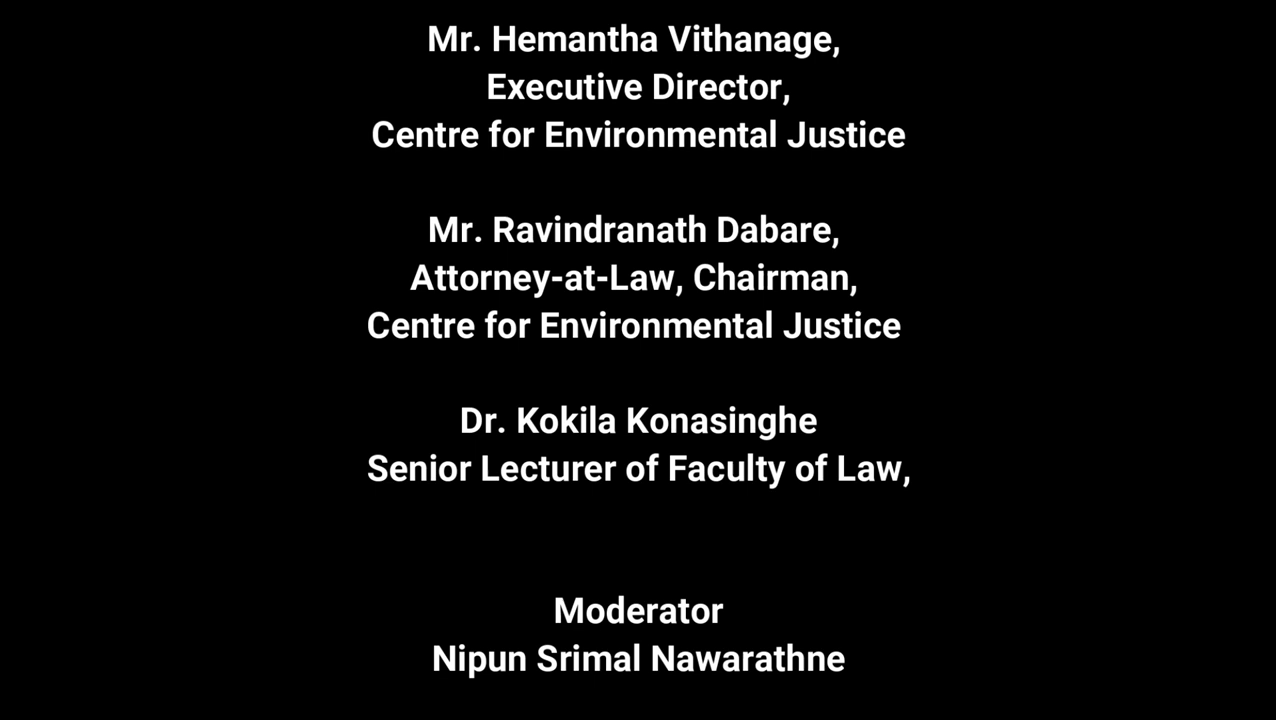 Mr. Hemantha Vithanage,
Executive Director,
Centre for Environmental Justice
Mr. Ravindranath Dabare,
Attorney-at-Law, Chairman,
Centre for Environmental Justice
Dr. Kokila Konasinghe
Senior Lecturer of Faculty of Law,
Moderator
Nipun Srimal Nawarathne